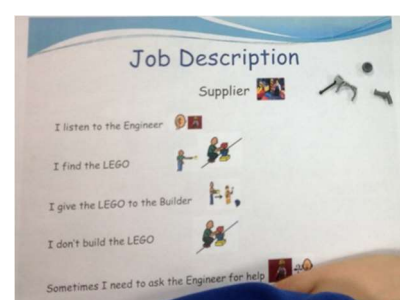 Job Description
Supplier
I listen to the Engineer
I find the LEGO
I give the LEGO to the Builder
I don't build the LEGO
Sometimes I need to ask the Engineer for help